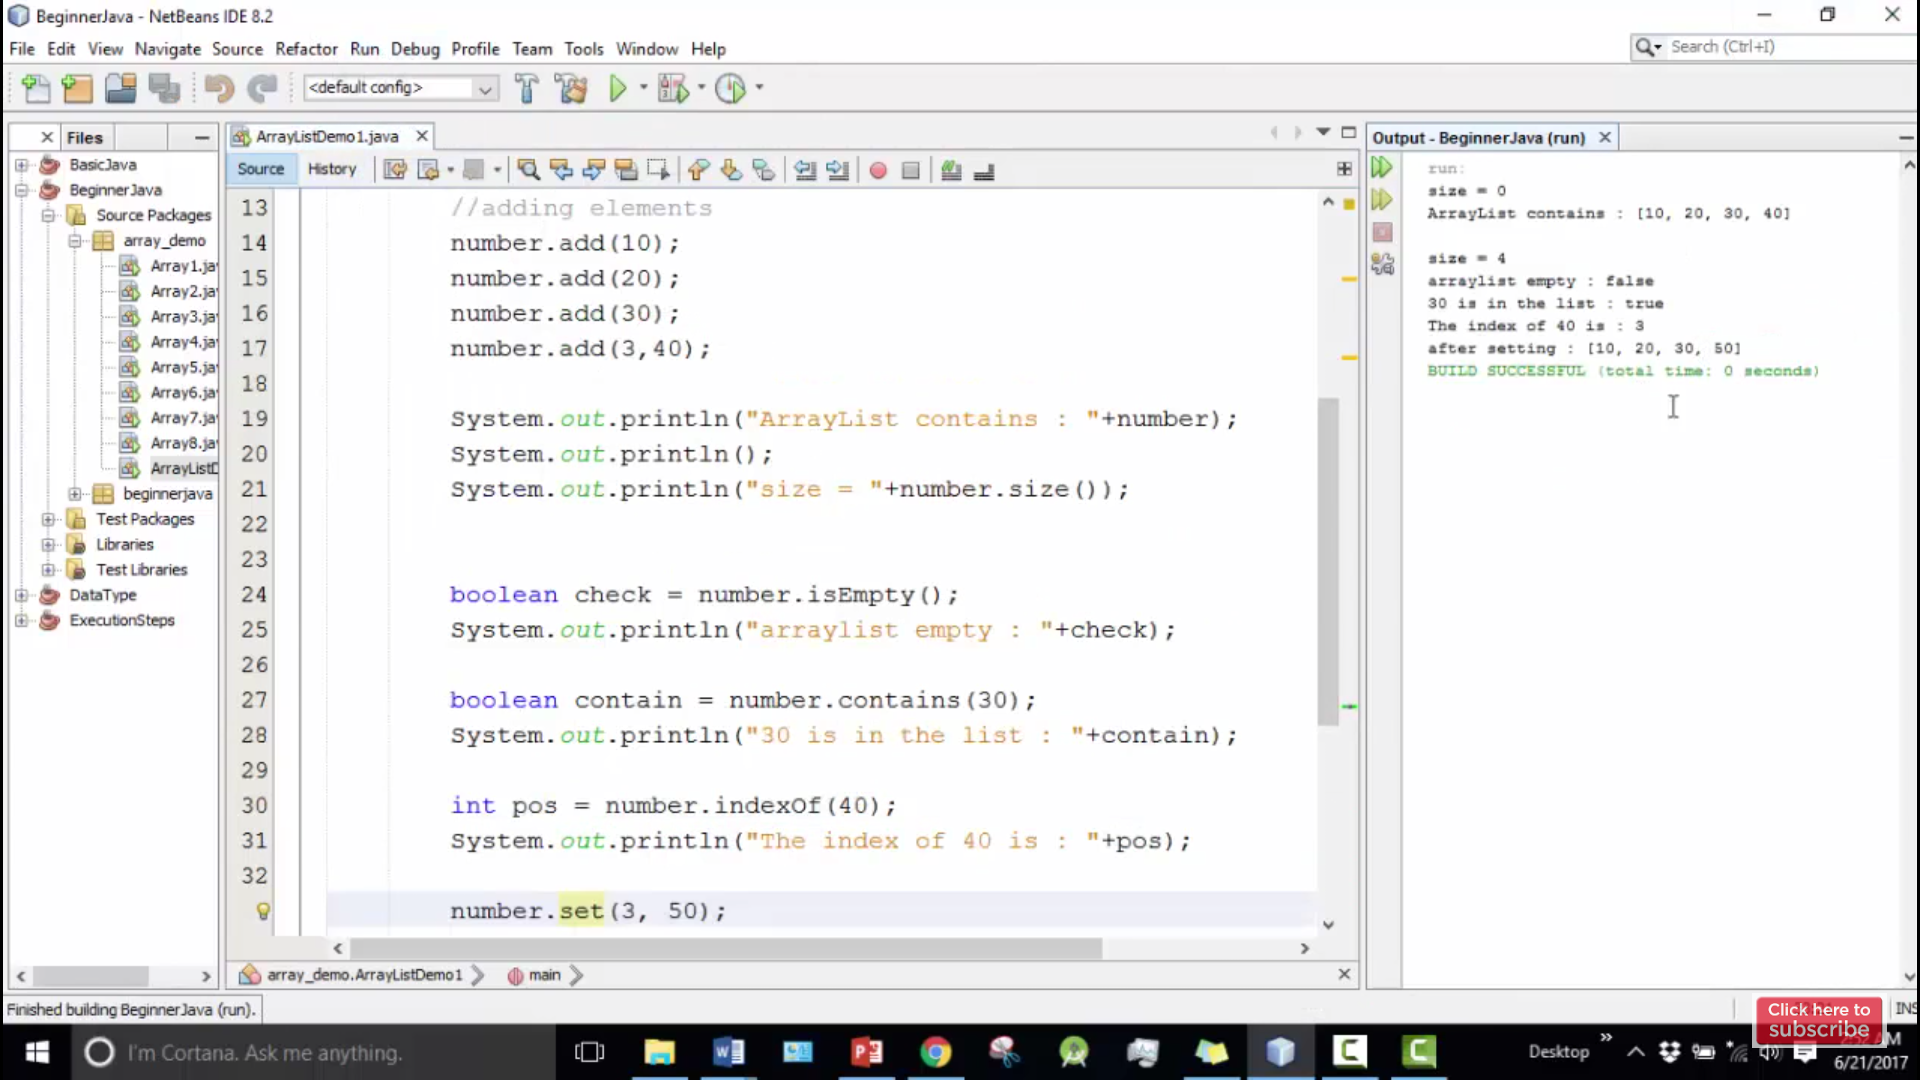 BeginnerJava - NetBeans IDE 8.2
File Edit View Navigate Source Refactor Run Debug Profile Team Tools Window Help
Search (Ctrl+I)
<default config>
Files
BasicJava
BeginnerJava
Source Packages
array_demo
Array1.ja
Array2.ja
Array3.ja
Array4.ja
Array5.ja
Array6.ja
Array7.ja
Array8.ja
ArrayListD
beginnerjava
Test Packages
Libraries
Test Libraries
DataType
ExecutionSteps
ArrayListDemo1.java
Source History
13 //adding elements
14 number.add(10);
15 number.add(20);
16 number.add(30);
17 number.add(3,40);
18
19 System.out.println("ArrayList contains : "+number);
20 System.out.println();
21 System.out.println("size = "+number.size());
22
23
24 boolean check = number.isEmpty();
25 System.out.println("arraylist empty : "+check);
26
27 boolean contain = number.contains(30);
28 System.out.println("30 is in the list : "+contain);
29
30 int pos = number.indexOf(40);
31 System.out.println("The index of 40 is : "+pos);
32
number.set(3, 50);
array_demo.ArrayListDemo1 main
Output - BeginnerJava (run)
run:
size = 0
ArrayList contains : [10, 20, 30, 40]
size = 4
arraylist empty : false
30 is in the list : true
The index of 40 is : 3
after setting : [10, 20, 30, 50]
BUILD SUCCESSFUL (total time: 0 seconds)
Finished building BeginnerJava (run).
INS
Click here to
subscribe
I'm Cortana. Ask me anything.
Desktop
6/21/2017